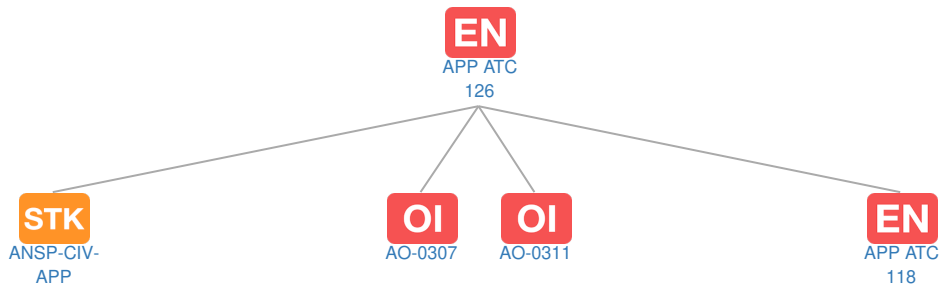 EN
APP ATC
126
STK
ANSP-CIV-
APP
OI
AO-0307
OI
AO-0311
EN
APP ATC
118